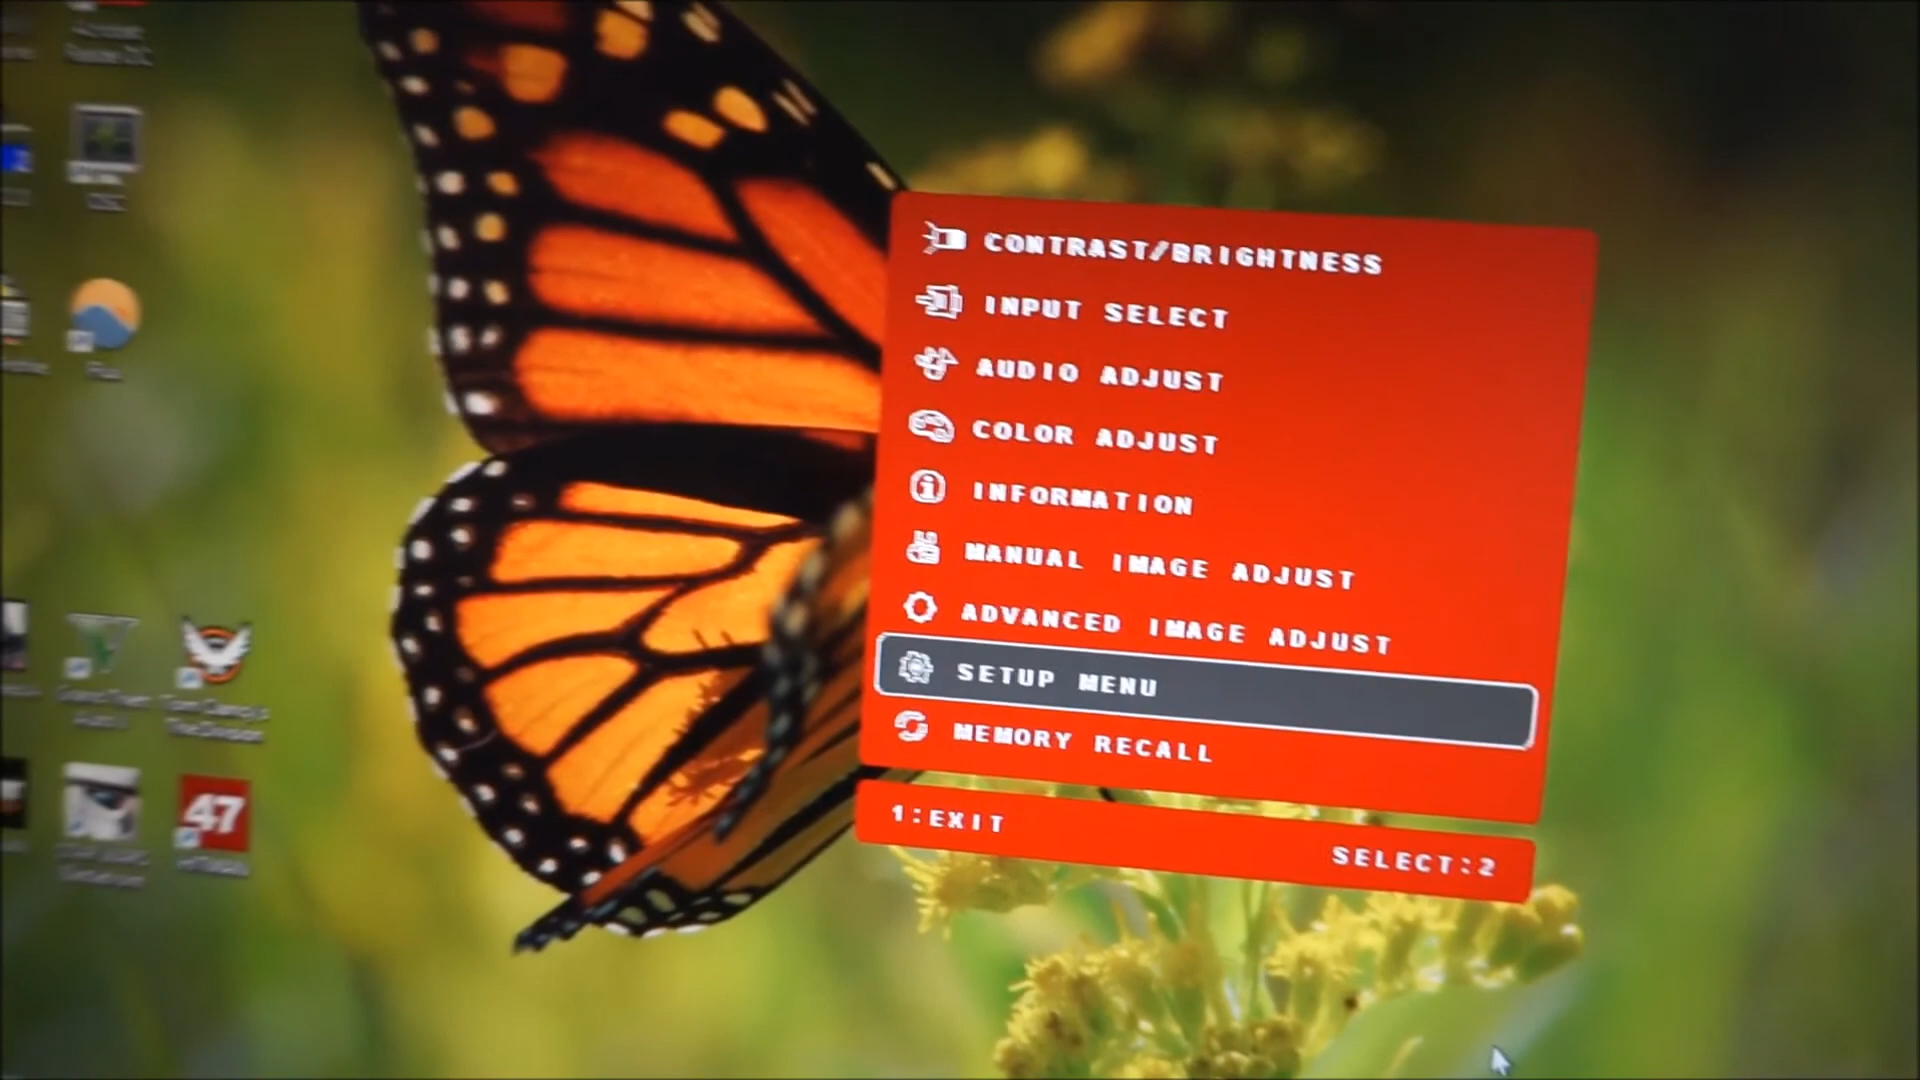 CONTRAST/BRIGHTNESS
INPUT SELECT
AUDIO ADJUST
COLOR ADJUST
INFORMATION
MANUAL IMAGE ADJUST
ADVANCED IMAGE ADJUST
SETUP MENU
MEMORY RECALL
1:EXIT
SELECT:2
47